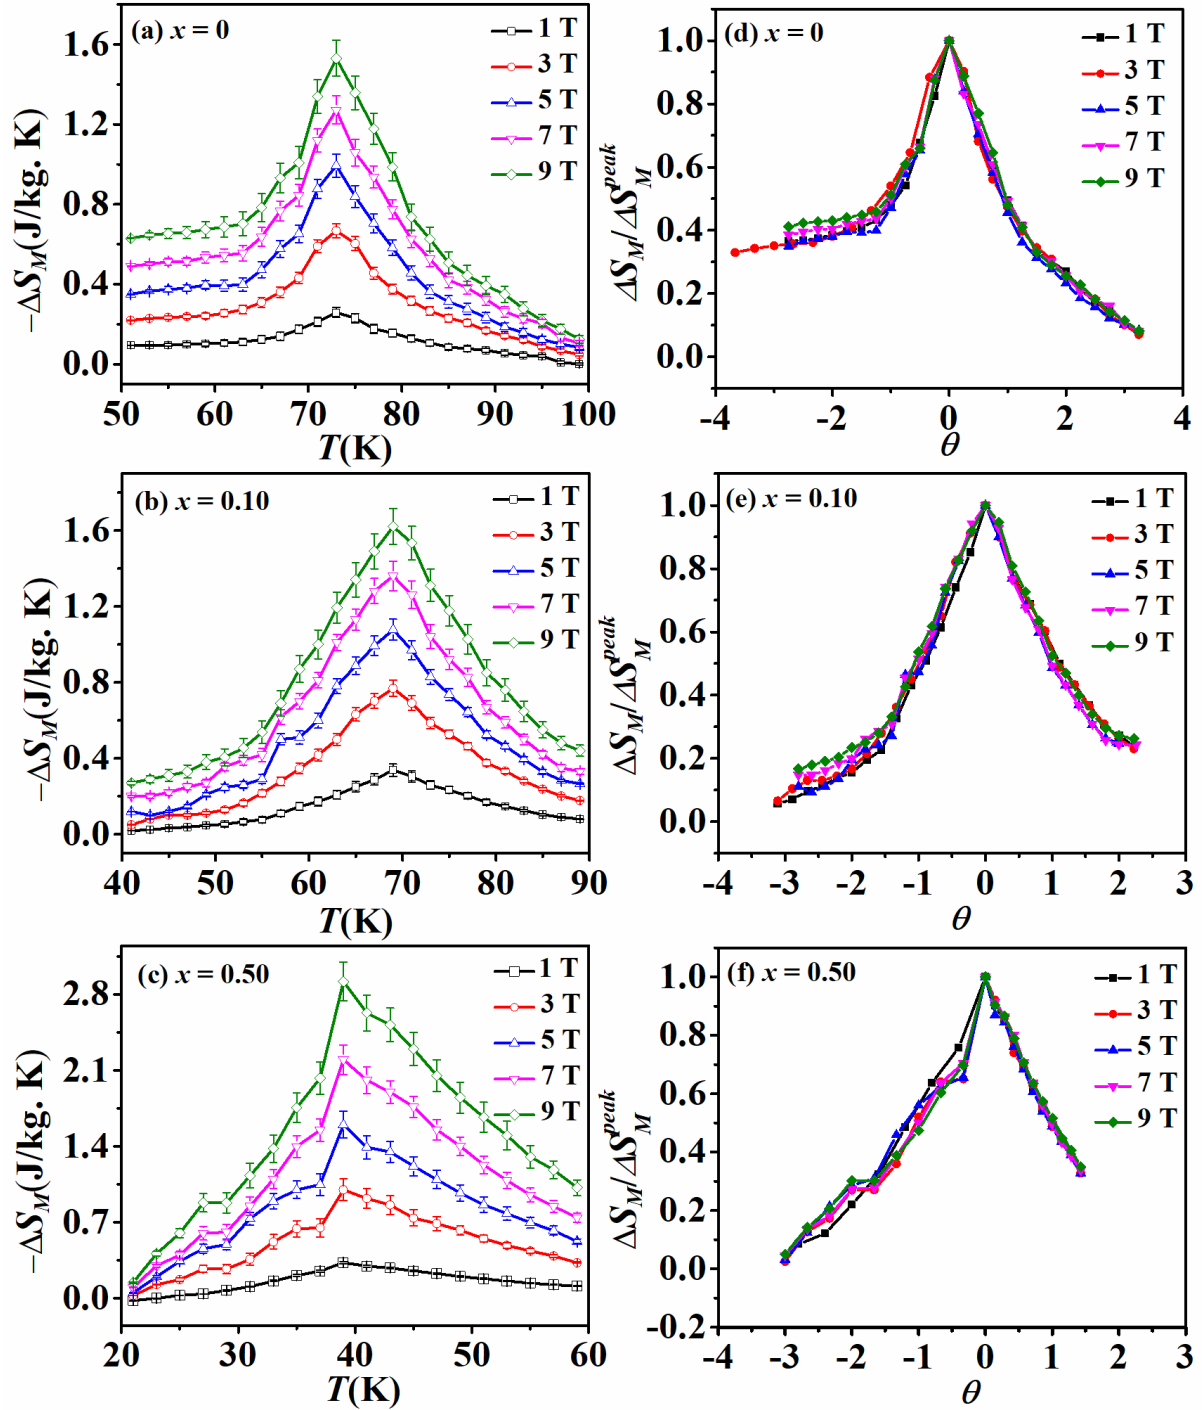 (a) x = 0
1 T
3 T
5 T
7 T
9 T
−ΔS_M(J/kg. K)
1.6
1.2
0.8
0.4
0.0
50 60 70 80 90 100
T(K)
(d) x = 0
1 T
3 T
5 T
7 T
9 T
ΔS_M/ΔS_M^peak
1.0
0.8
0.6
0.4
0.2
0.0
-4 -2 0 2 4
θ
(b) x = 0.10
1 T
3 T
5 T
7 T
9 T
−ΔS_M(J/kg. K)
1.6
1.2
0.8
0.4
0.0
40 50 60 70 80 90
T(K)
(e) x = 0.10
1 T
3 T
5 T
7 T
9 T
ΔS_M/ΔS_M^peak
1.0
0.8
0.6
0.4
0.2
0.0
-4 -3 -2 -1 0 1 2 3
θ
(c) x = 0.50
1 T
3 T
5 T
7 T
9 T
−ΔS_M(J/kg. K)
2.8
2.1
1.4
0.7
0.0
20 30 40 50 60
T(K)
(f) x = 0.50
1 T
3 T
5 T
7 T
9 T
ΔS_M/ΔS_M^peak
1.0
0.8
0.6
0.4
0.2
0.0
-0.2
-4 -3 -2 -1 0 1 2 3
θ